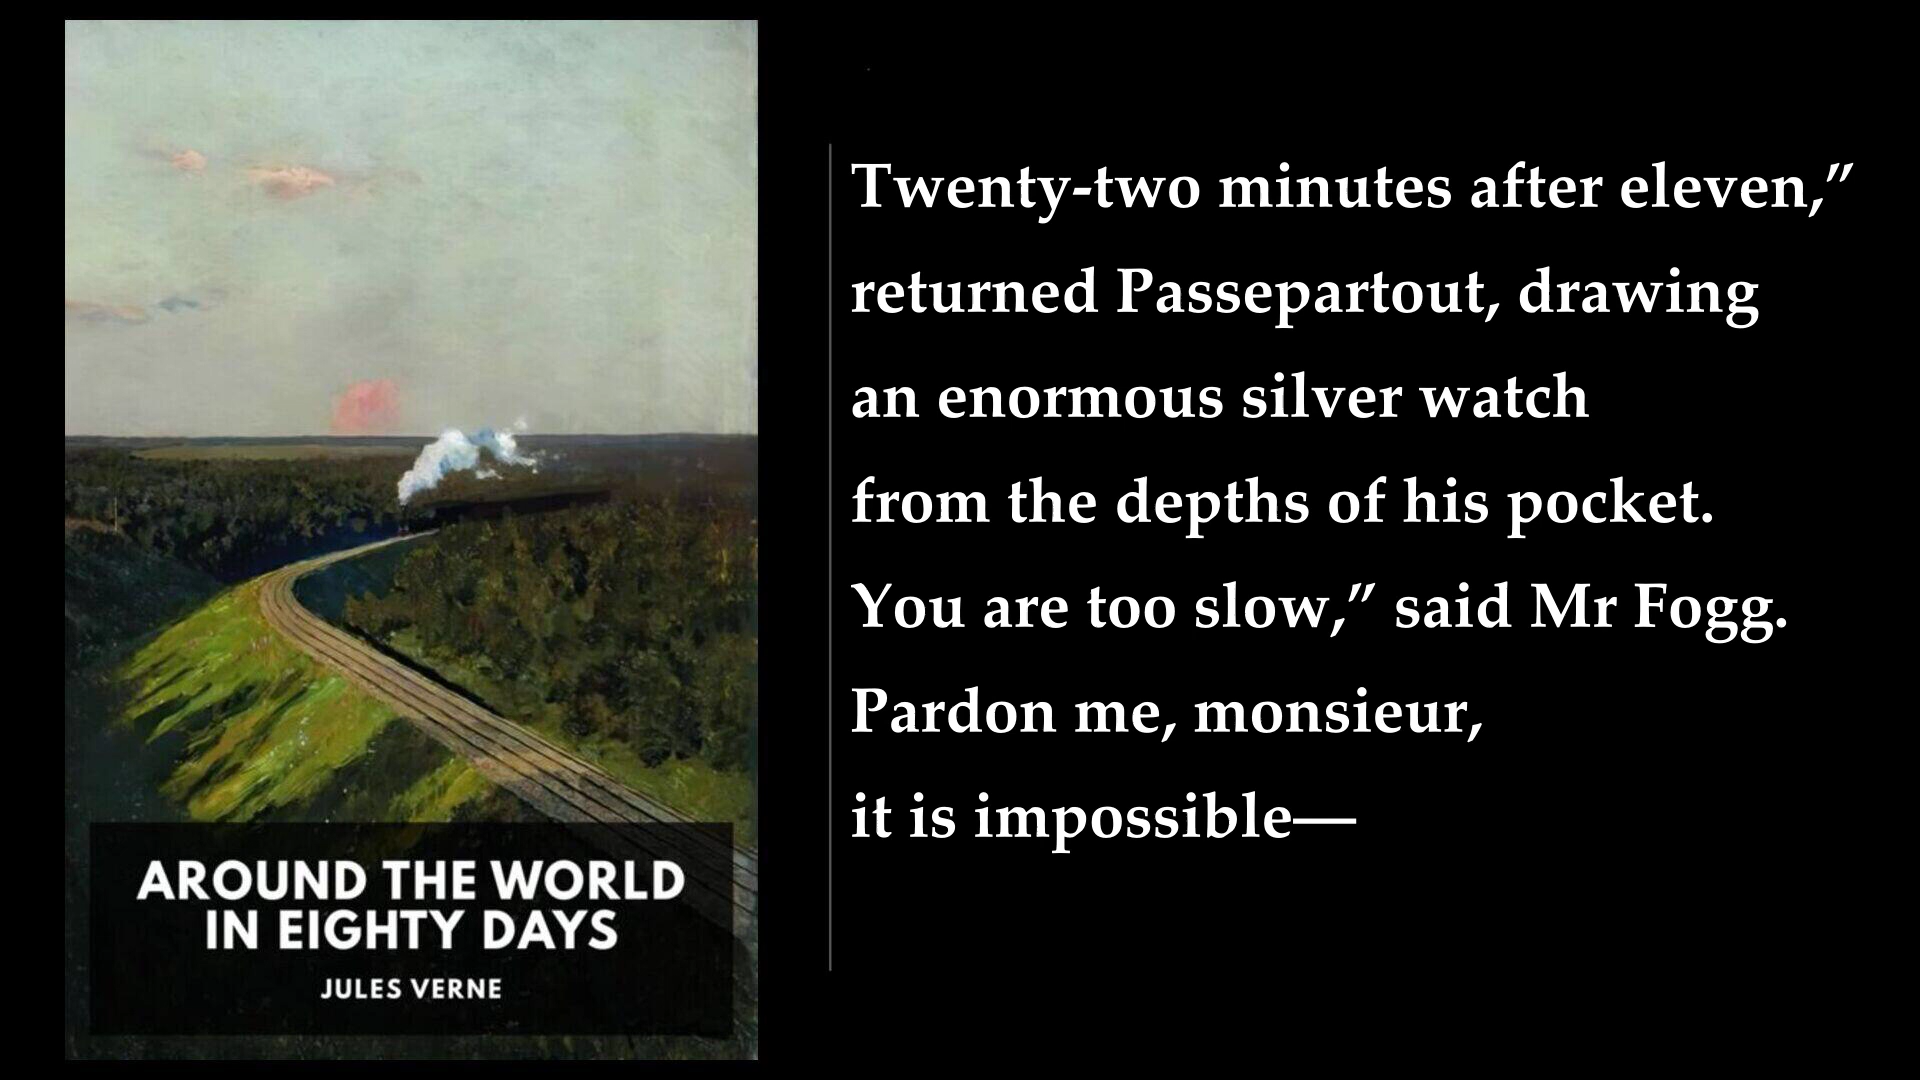 Twenty-two minutes after eleven,”
returned Passepartout, drawing
an enormous silver watch
from the depths of his pocket.
You are too slow,” said Mr Fogg.
Pardon me, monsieur,
it is impossible—
AROUND THE WORLD
IN EIGHTY DAYS
JULES VERNE